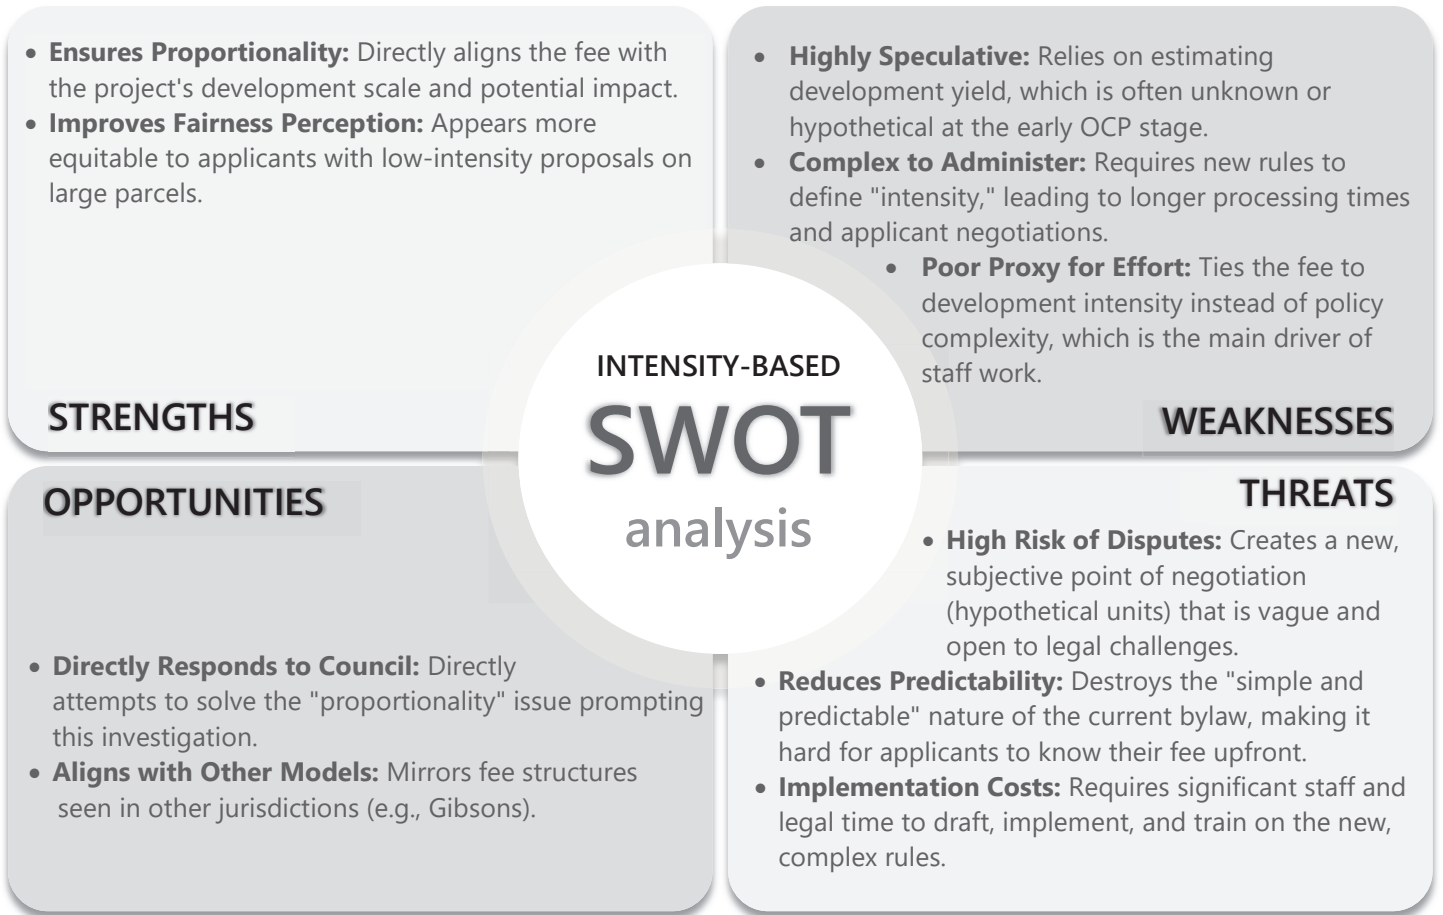 • Ensures Proportionality: Directly aligns the fee with
the project's development scale and potential impact.
• Improves Fairness Perception: Appears more
equitable to applicants with low-intensity proposals on
large parcels.
STRENGTHS
• Highly Speculative: Relies on estimating
development yield, which is often unknown or
hypothetical at the early OCP stage.
• Complex to Administer: Requires new rules to
define "intensity," leading to longer processing times
and applicant negotiations.
• Poor Proxy for Effort: Ties the fee to
development intensity instead of policy
complexity, which is the main driver of
staff work.
WEAKNESSES
INTENSITY-BASED
SWOT
analysis
OPPORTUNITIES
• Directly Responds to Council: Directly
attempts to solve the "proportionality" issue prompting
this investigation.
• Aligns with Other Models: Mirrors fee structures
seen in other jurisdictions (e.g., Gibsons).
THREATS
• High Risk of Disputes: Creates a new,
subjective point of negotiation
(hypothetical units) that is vague and
open to legal challenges.
• Reduces Predictability: Destroys the "simple and
predictable" nature of the current bylaw, making it
hard for applicants to know their fee upfront.
• Implementation Costs: Requires significant staff and
legal time to draft, implement, and train on the new,
complex rules.